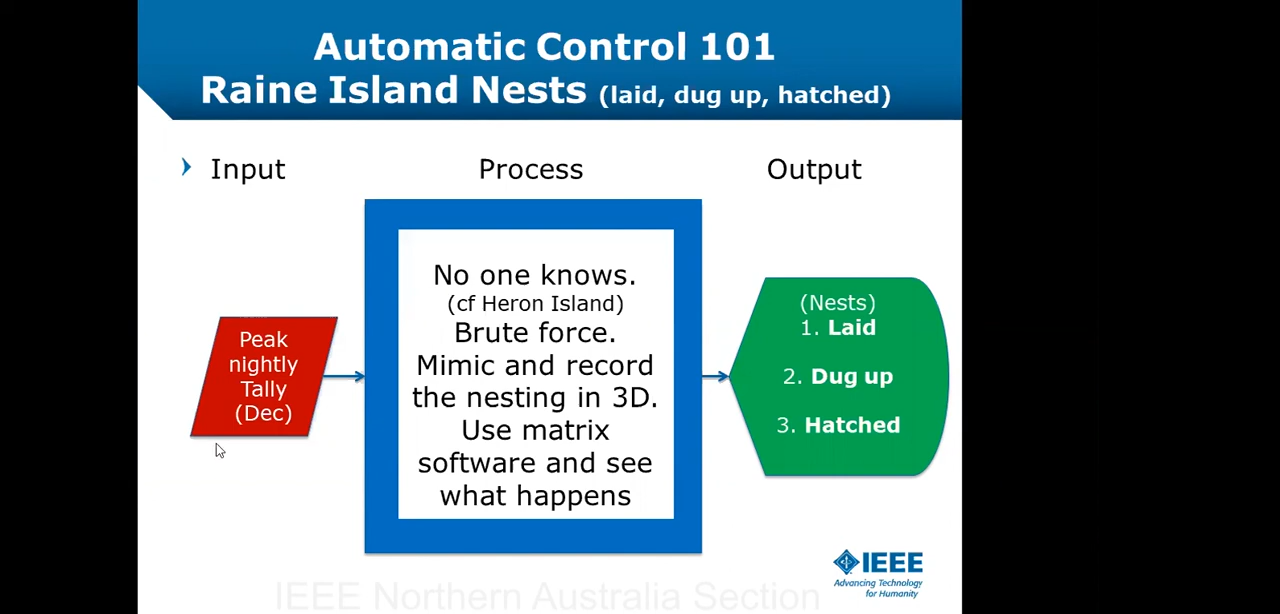 Automatic Control 101
Raine Island Nests (laid, dug up, hatched)
Input Process Output
Peak
nightly
Tally
(Dec)
No one knows.
(cf Heron Island)
Brute force.
Mimic and record
the nesting in 3D.
Use matrix
software and see
what happens
(Nests)
1. Laid
2. Dug up
3. Hatched
IEEE
Advancing Technology
for Humanity
IEEE Northern Australia Section